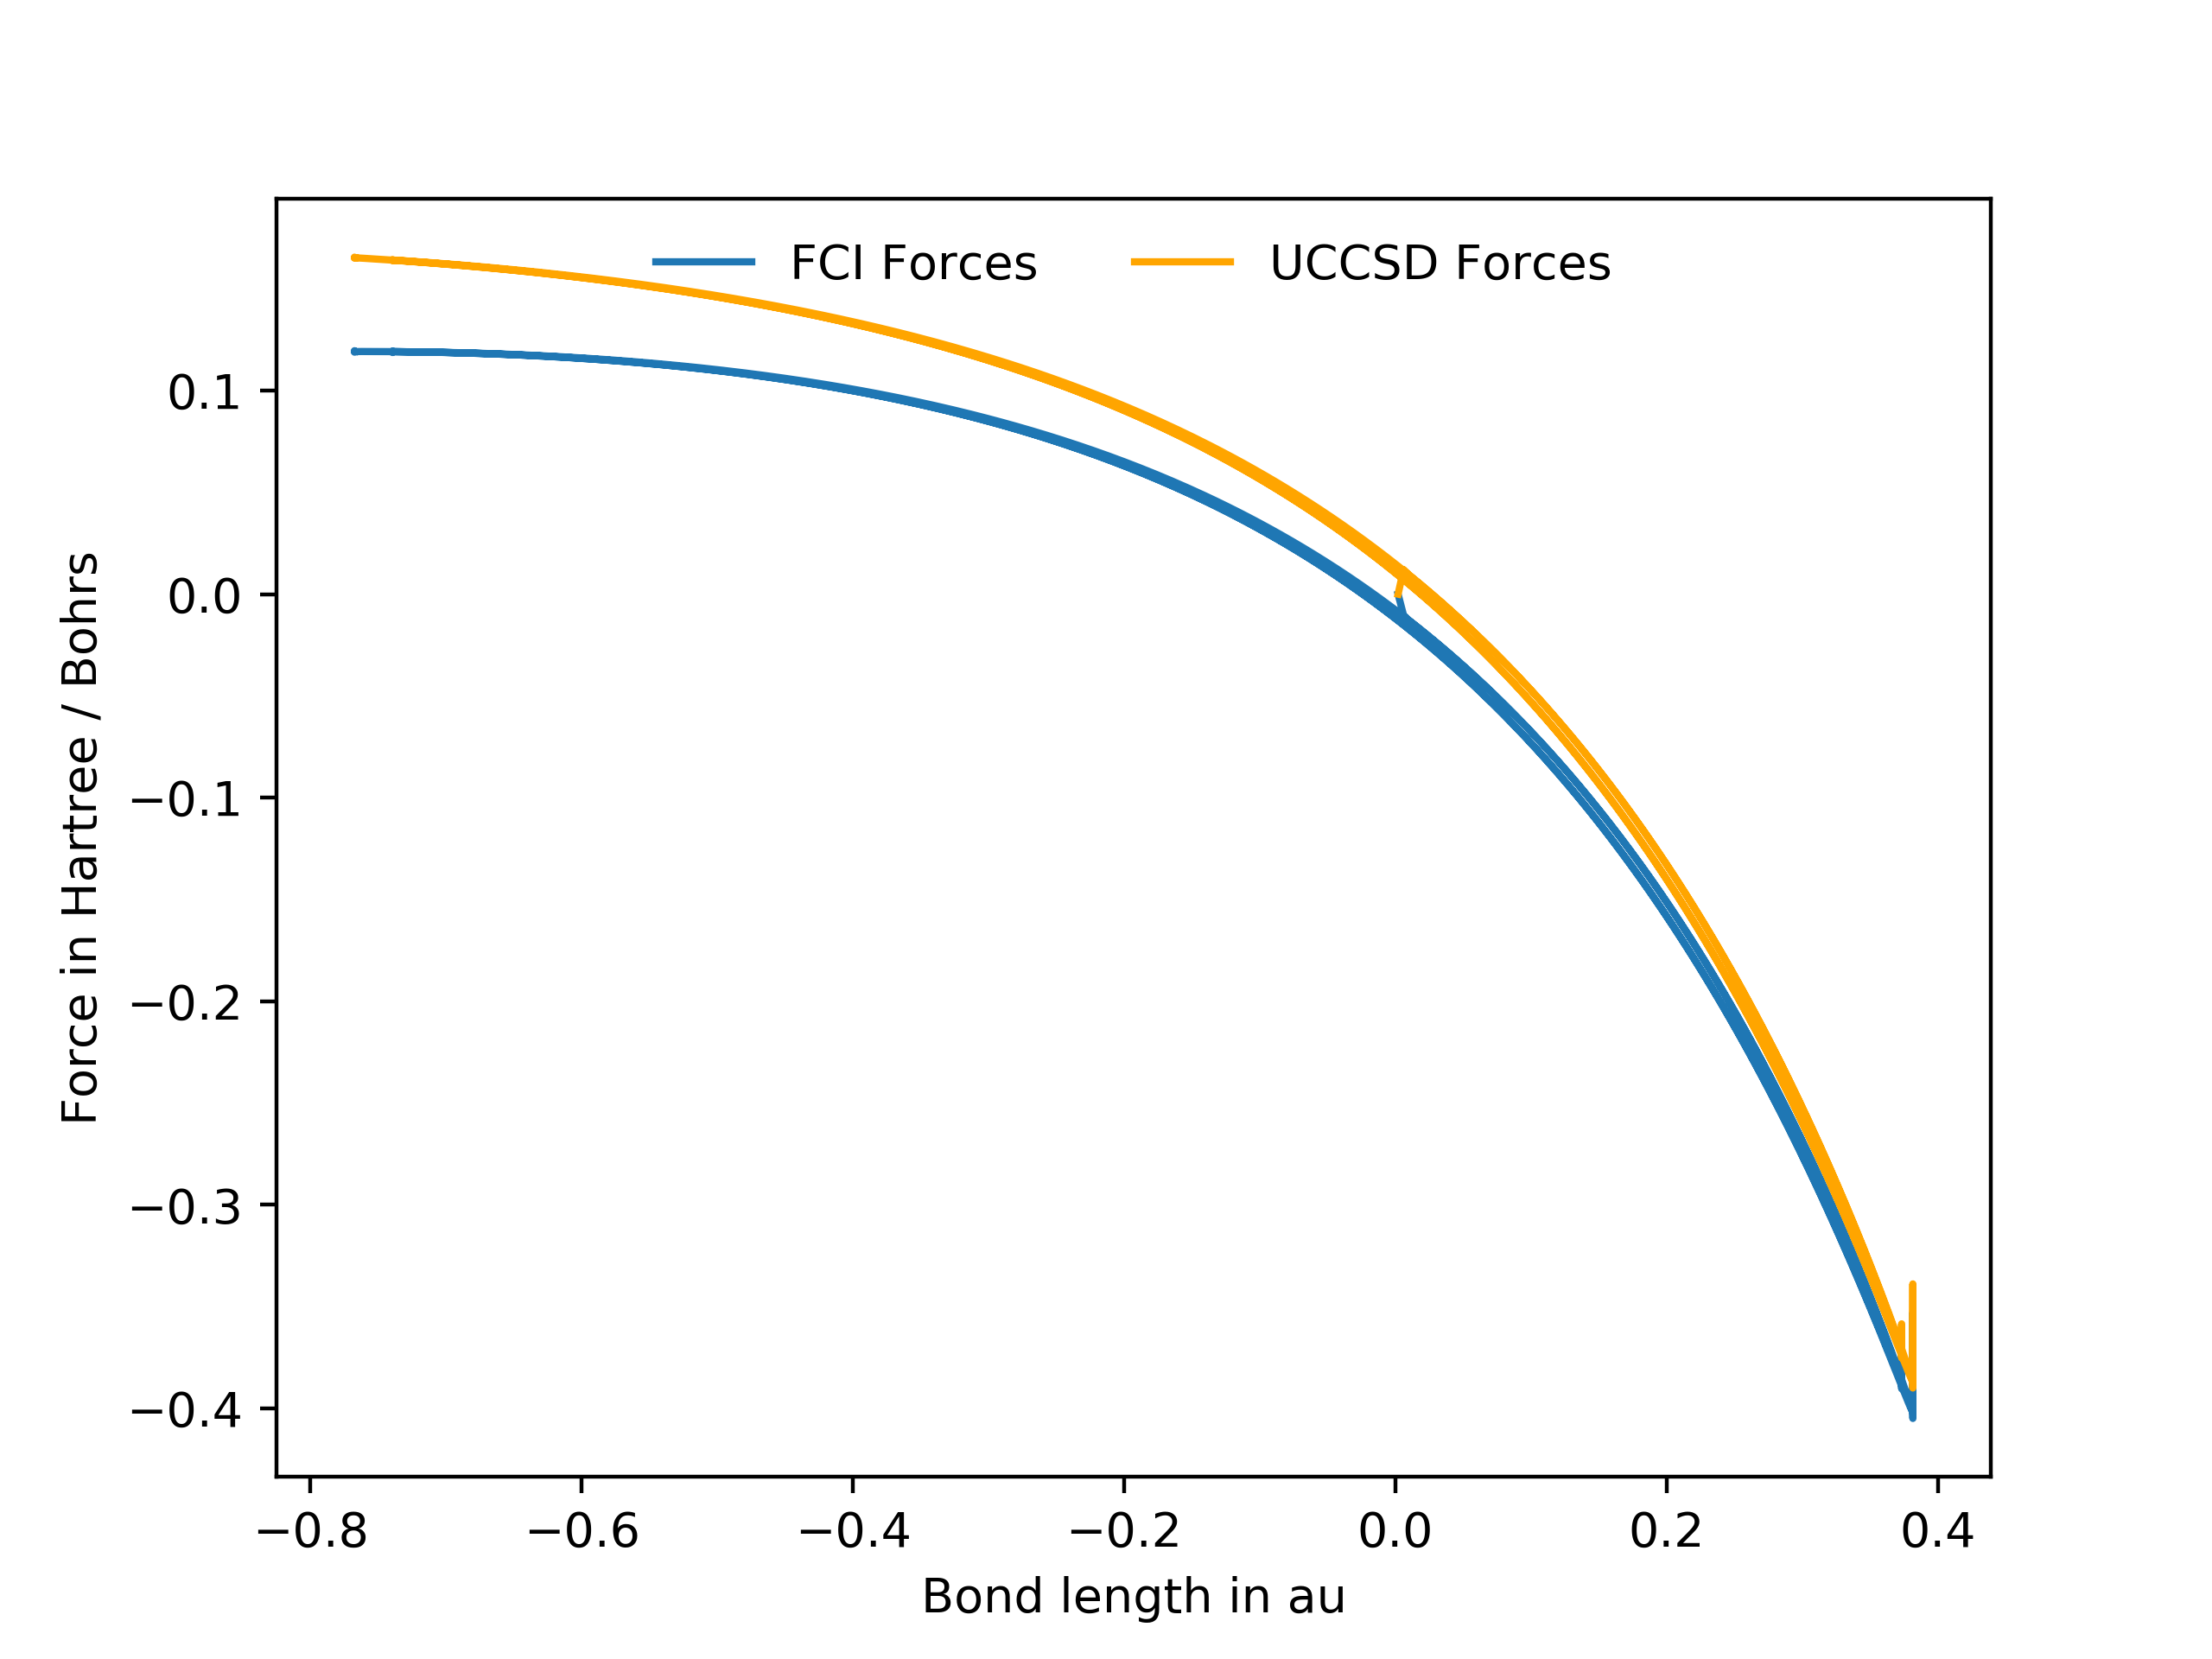 FCI Forces UCCSD Forces
0.1
0.0
−0.1
−0.2
−0.3
−0.4
Force in Hartree / Bohrs
−0.8 −0.6 −0.4 −0.2 0.0 0.2 0.4
Bond length in au